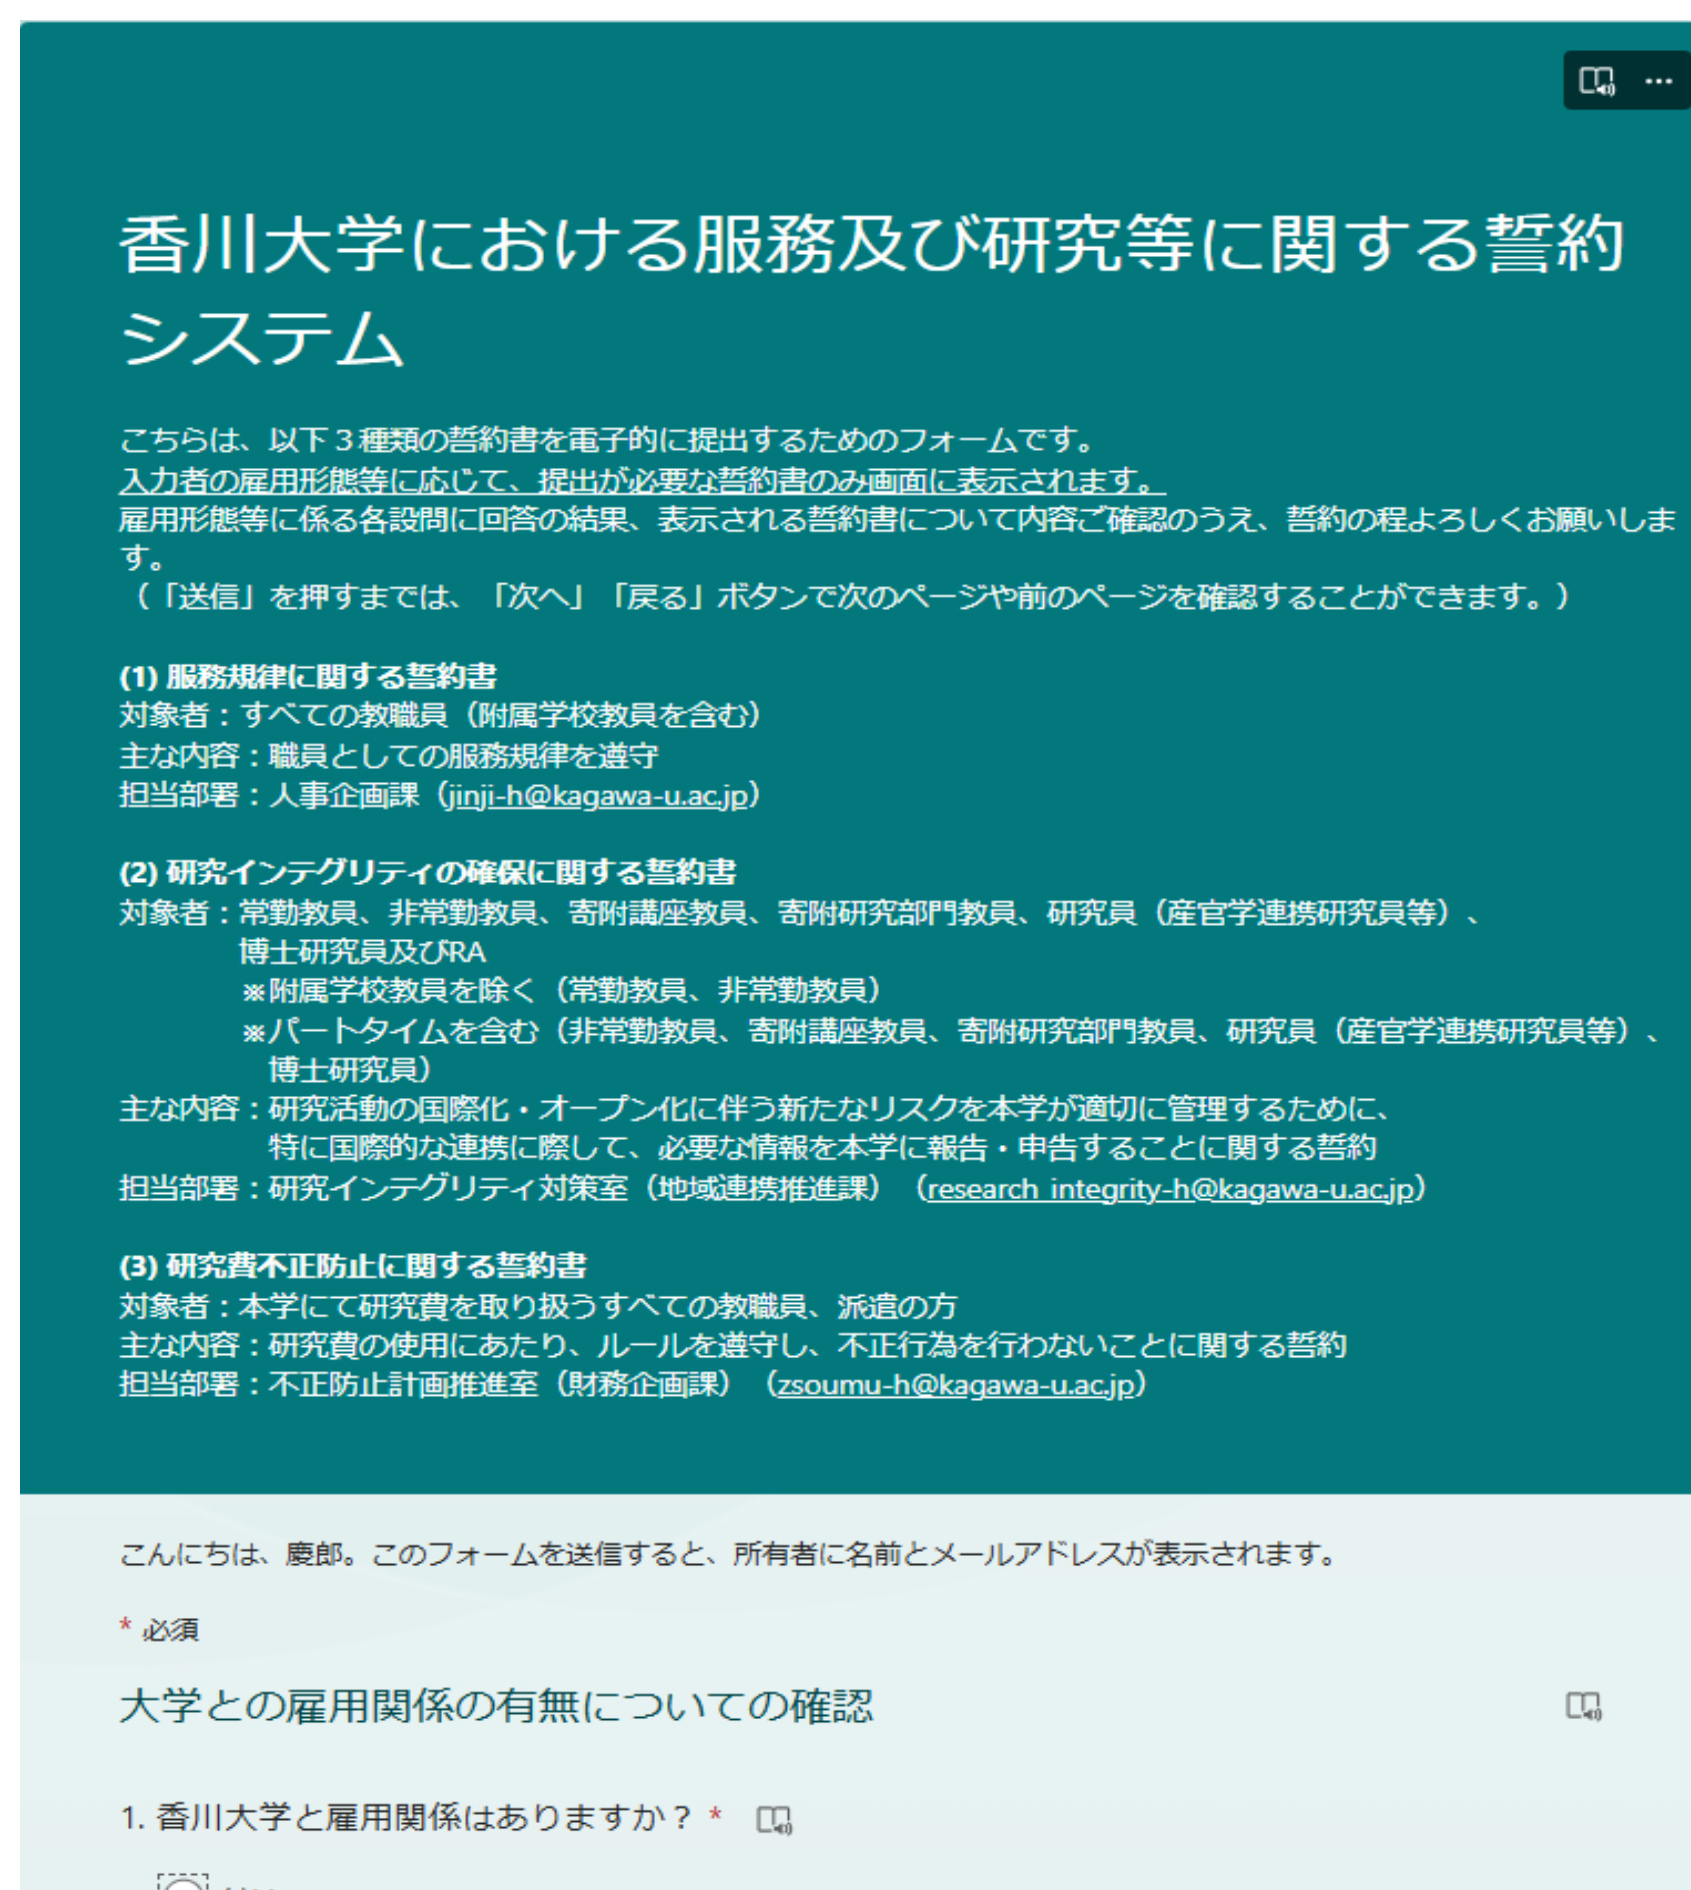 香川大学における服務及び研究等に関する誓約
システム
こちらは、以下３種類の誓約書を電子的に提出するためのフォームです。
入力者の雇用形態等に応じて、提出が必要な誓約書のみ画面に表示されます。
雇用形態等に係る各設問に回答の結果、表示される誓約書について内容ご確認のうえ、誓約の程よろしくお願いしま
す。
（「送信」を押すまでは、「次へ」「戻る」ボタンで次のページや前のページを確認することができます。）
(1) 服務規律に関する誓約書
対象者：すべての教職員（附属学校教員を含む）
主な内容：職員としての服務規律を遵守
担当部署：人事企画課（jinji-h@kagawa-u.ac.jp）
(2) 研究インテグリティの確保に関する誓約書
対象者：常勤教員、非常勤教員、寄附講座教員、寄附研究部門教員、研究員（産官学連携研究員等）、
博士研究員及びRA
※附属学校教員を除く（常勤教員、非常勤教員）
※パートタイムを含む（非常勤教員、寄附講座教員、寄附研究部門教員、研究員（産官学連携研究員等）、
博士研究員）
主な内容：研究活動の国際化・オープン化に伴う新たなリスクを本学が適切に管理するために、
特に国際的な連携に際して、必要な情報を本学に報告・申告することに関する誓約
担当部署：研究インテグリティ対策室（地域連携推進課）（research_integrity-h@kagawa-u.ac.jp）
(3) 研究費不正防止に関する誓約書
対象者：本学にて研究費を取り扱うすべての教職員、派遣の方
主な内容：研究費の使用にあたり、ルールを遵守し、不正行為を行わないことに関する誓約
担当部署：不正防止計画推進室（財務企画課）（zsoumu-h@kagawa-u.ac.jp）
こんにちは、慶郎。このフォームを送信すると、所有者に名前とメールアドレスが表示されます。
* 必須
大学との雇用関係の有無についての確認
1. 香川大学と雇用関係はありますか？ *